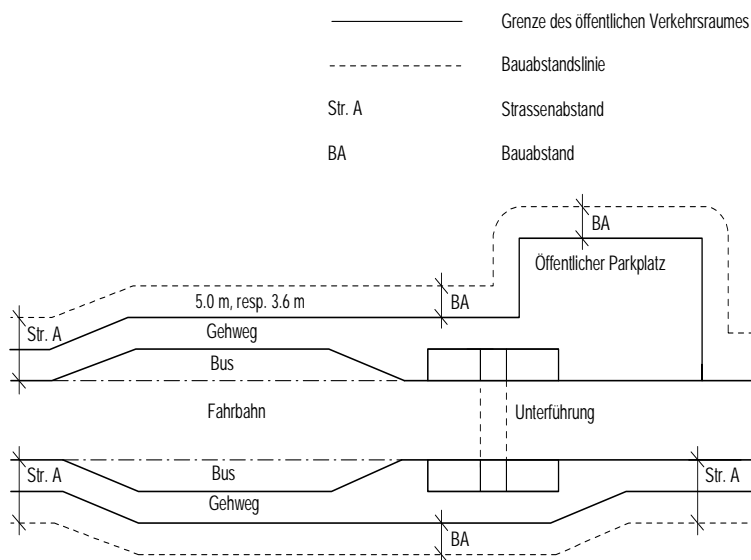 Grenze des öffentlichen Verkehrsraumes
Bauabstandslinie
Str. A Strassenabstand
BA Bauabstand
BA
Öffentlicher Parkplatz
5.0 m, resp. 3.6 m BA
Str. A Gehweg
Bus
Fahrbahn Unterführung
Str. A Bus Str. A
Gehweg
BA